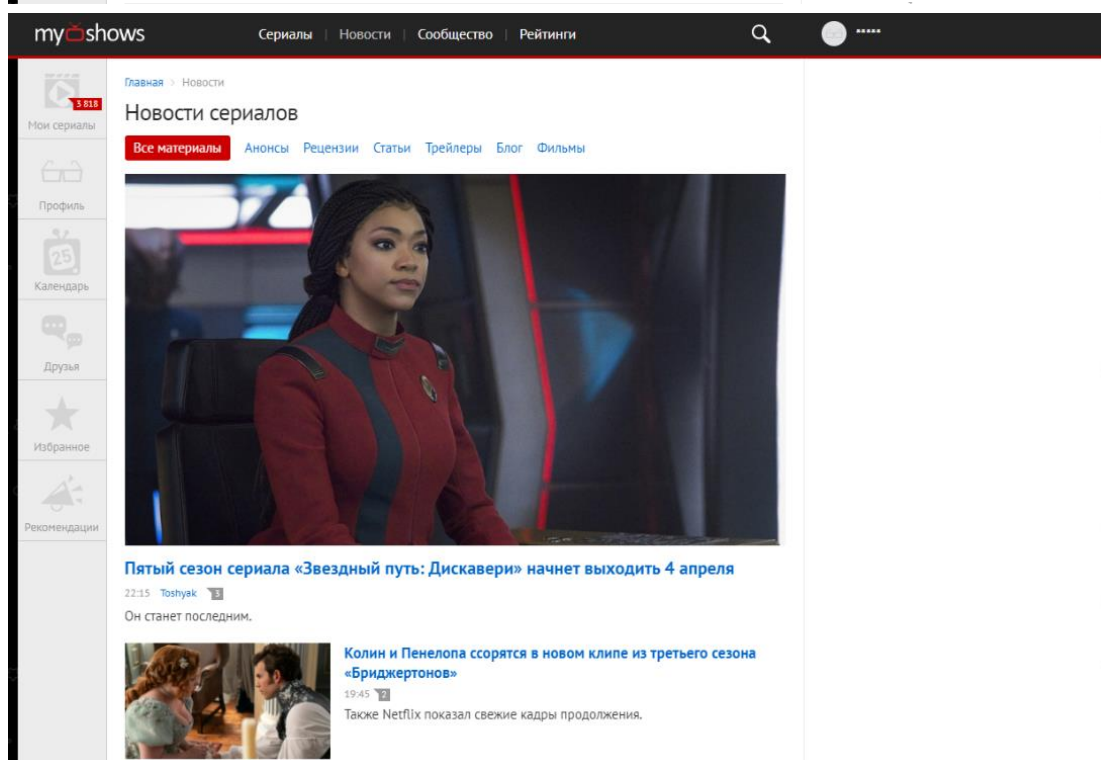 myshows
Сериалы | Новости | Сообщество | Рейтинги
*****
3 818
Мои сериалы
Профиль
25
Календарь
Друзья
Избранное
Рекомендации
Главная > Новости
Новости сериалов
Все материалы Анонсы Рецензии Статьи Трейлеры Блог Фильмы
Пятый сезон сериала «Звездный путь: Дискавери» начнет выходить 4 апреля
22:15 Toshyak 3
Он станет последним.
Колин и Пенелопа ссорятся в новом клипе из третьего сезона
«Бриджертонов»
19:45 2
Также Netflix показал свежие кадры продолжения.